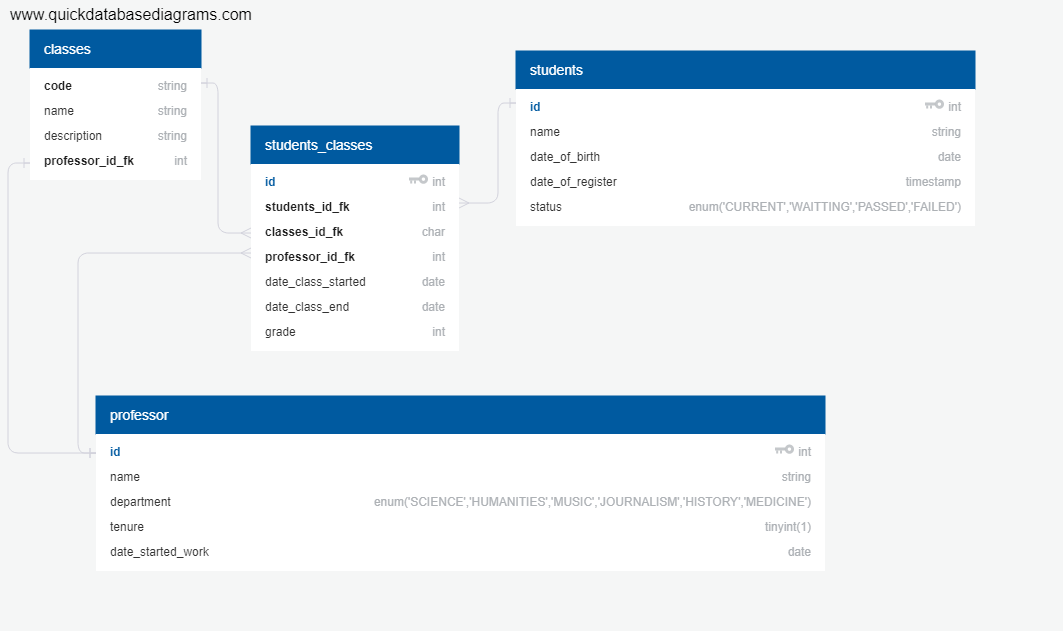 www.quickdatabasediagrams.com
classes
code string
name string
description string
professor_id_fk int
students
id int
name string
date_of_birth date
date_of_register timestamp
status enum('CURRENT','WAITTING','PASSED','FAILED')
students_classes
id int
students_id_fk int
classes_id_fk char
professor_id_fk int
date_class_started date
date_class_end date
grade int
professor
id int
name string
department enum('SCIENCE','HUMANITIES','MUSIC','JOURNALISM','HISTORY','MEDICINE')
tenure tinyint(1)
date_started_work date